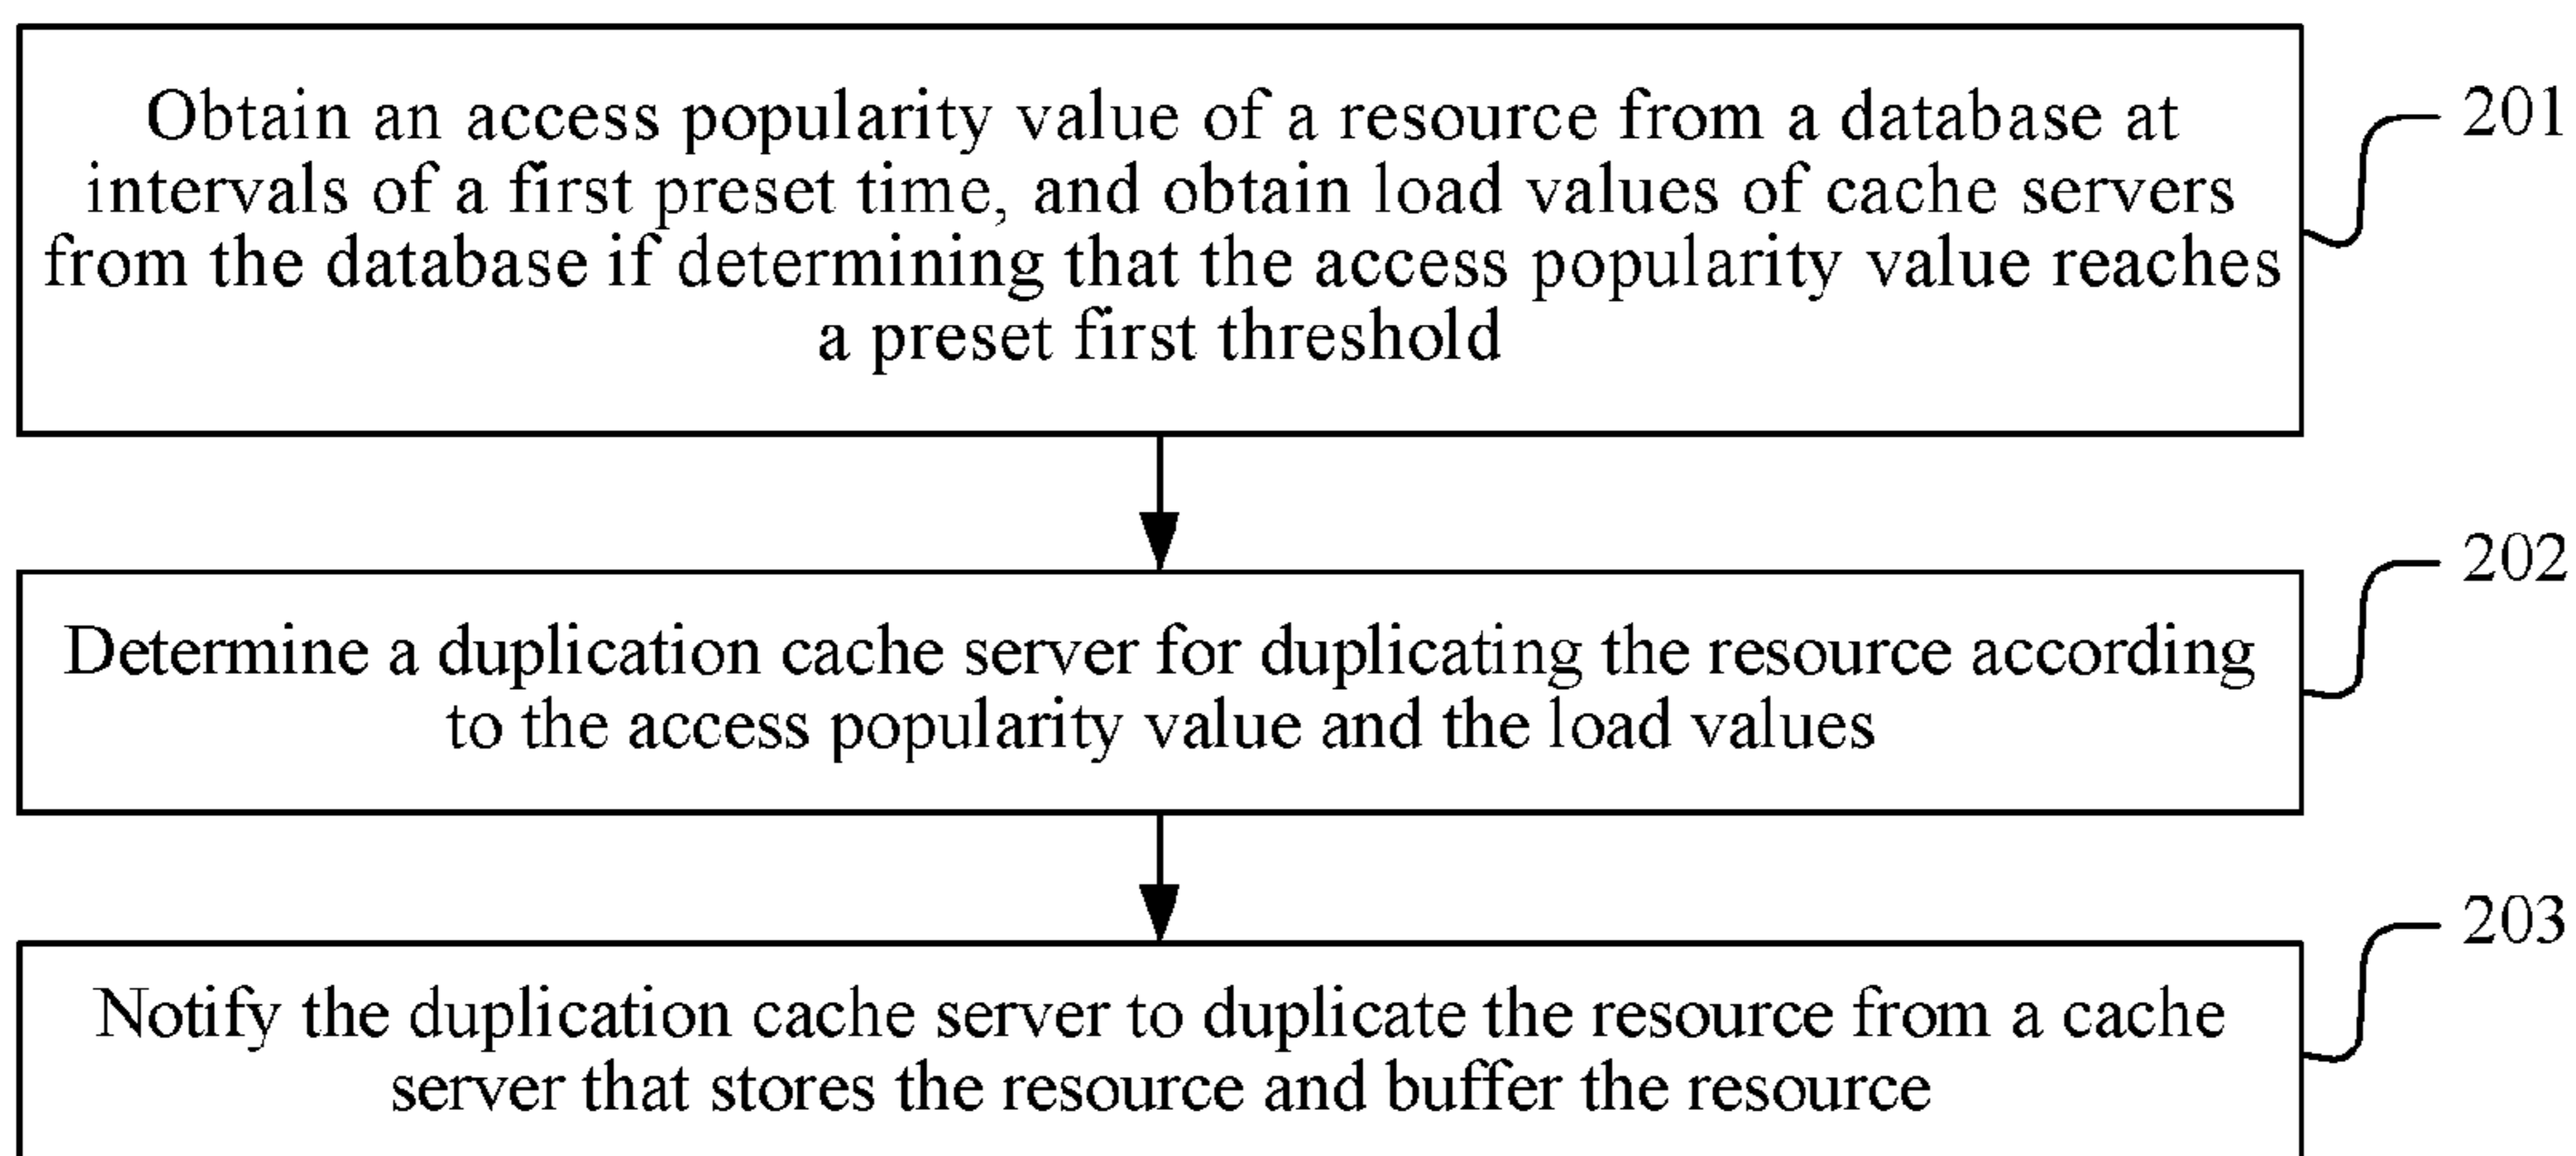 Obtain an access popularity value of a resource from a database at
intervals of a first preset time, and obtain load values of cache servers
from the database if determining that the access popularity value reaches
a preset first threshold
201
Determine a duplication cache server for duplicating the resource according
to the access popularity value and the load values
202
Notify the duplication cache server to duplicate the resource from a cache
server that stores the resource and buffer the resource
203